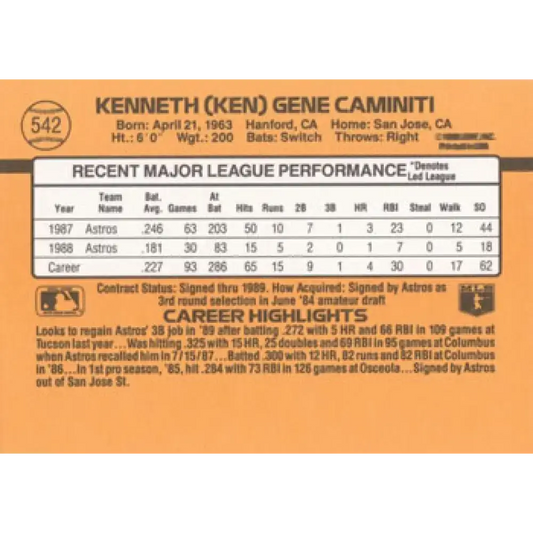 542
KENNETH (KEN) GENE CAMINITI
Born: April 21, 1963 Hanford, CA Home: San Jose, CA
Ht.: 6'0" Wgt.: 200 Bats: Switch Throws: Right
Printed in USA
RECENT MAJOR LEAGUE PERFORMANCE *Denotes Led League
Year Team Name Bat. Avg. Games At Bat Hits Runs 2B 3B HR RBI Steal Walk SO
1987 Astros .246 63 203 50 10 7 1 3 23 0 12 44
1988 Astros .181 30 83 15 5 2 0 1 7 0 5 18
Career .227 93 286 65 15 9 1 4 30 0 17 62
Contract Status: Signed thru 1989. How Acquired: Signed by Astros as
3rd round selection in June '84 amateur draft
CAREER HIGHLIGHTS
Looks to regain Astros' 3B job in '89 after batting .272 with 5 HR and 66 RBI in 109 games at
Tucson last year...Was hitting .325 with 15 HR, 25 doubles and 69 RBI in 95 games at Columbus
when Astros recalled him in 7/15/87...Batted .300 with 12 HR, 82 runs and 82 RBI at Columbus
in '86...In 1st pro season, '85, hit .284 with 73 RBI in 126 games at Osceola...Signed by Astros
out of San Jose St.